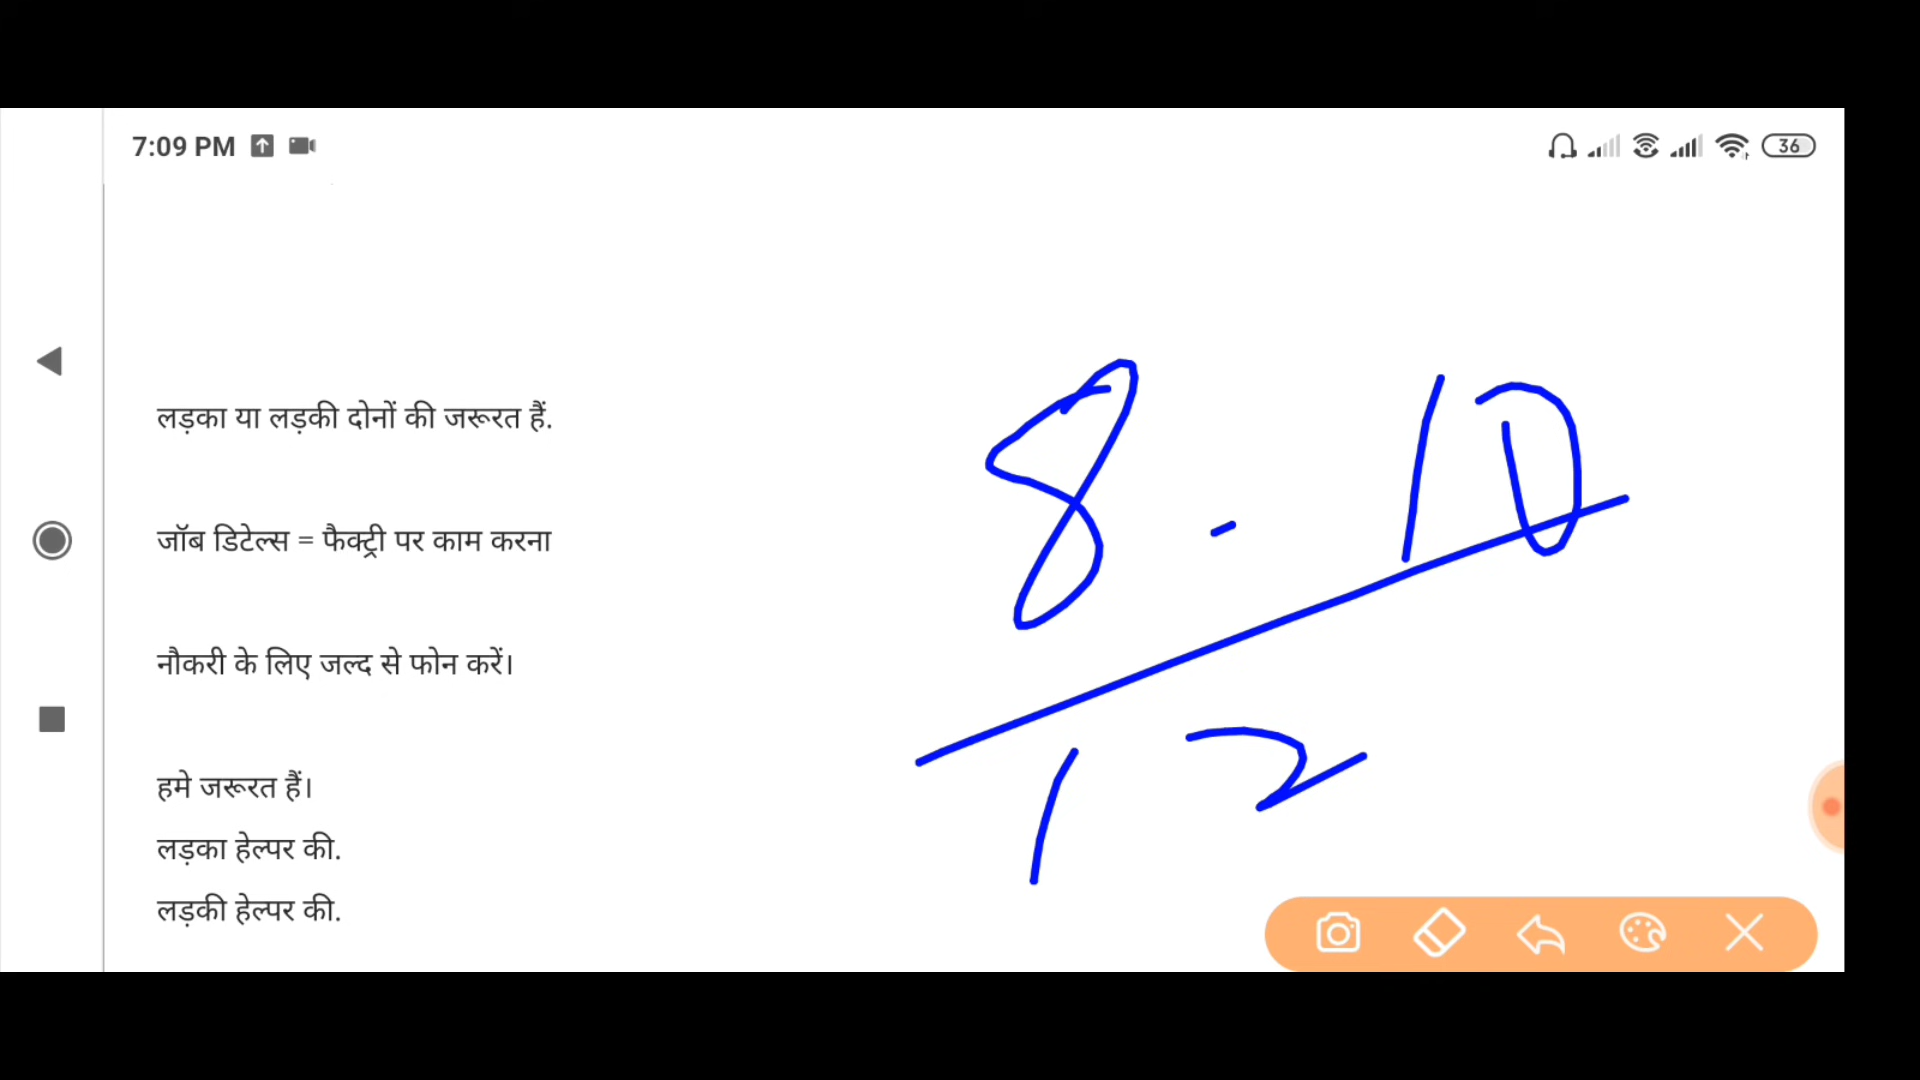 7:09 PM 36
लड़का या लड़की दोनों की जरूरत हैं.
जॉब डिटेल्स = फैक्ट्री पर काम करना
नौकरी के लिए जल्द से फोन करें।
हमे जरूरत हैं।
लड़का हेल्पर की.
लड़की हेल्पर की.
8 - 10
12